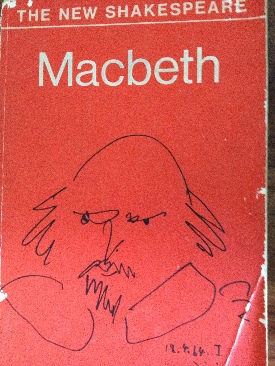 THE NEW SHAKESPEARE
Macbeth
18.4.64. I